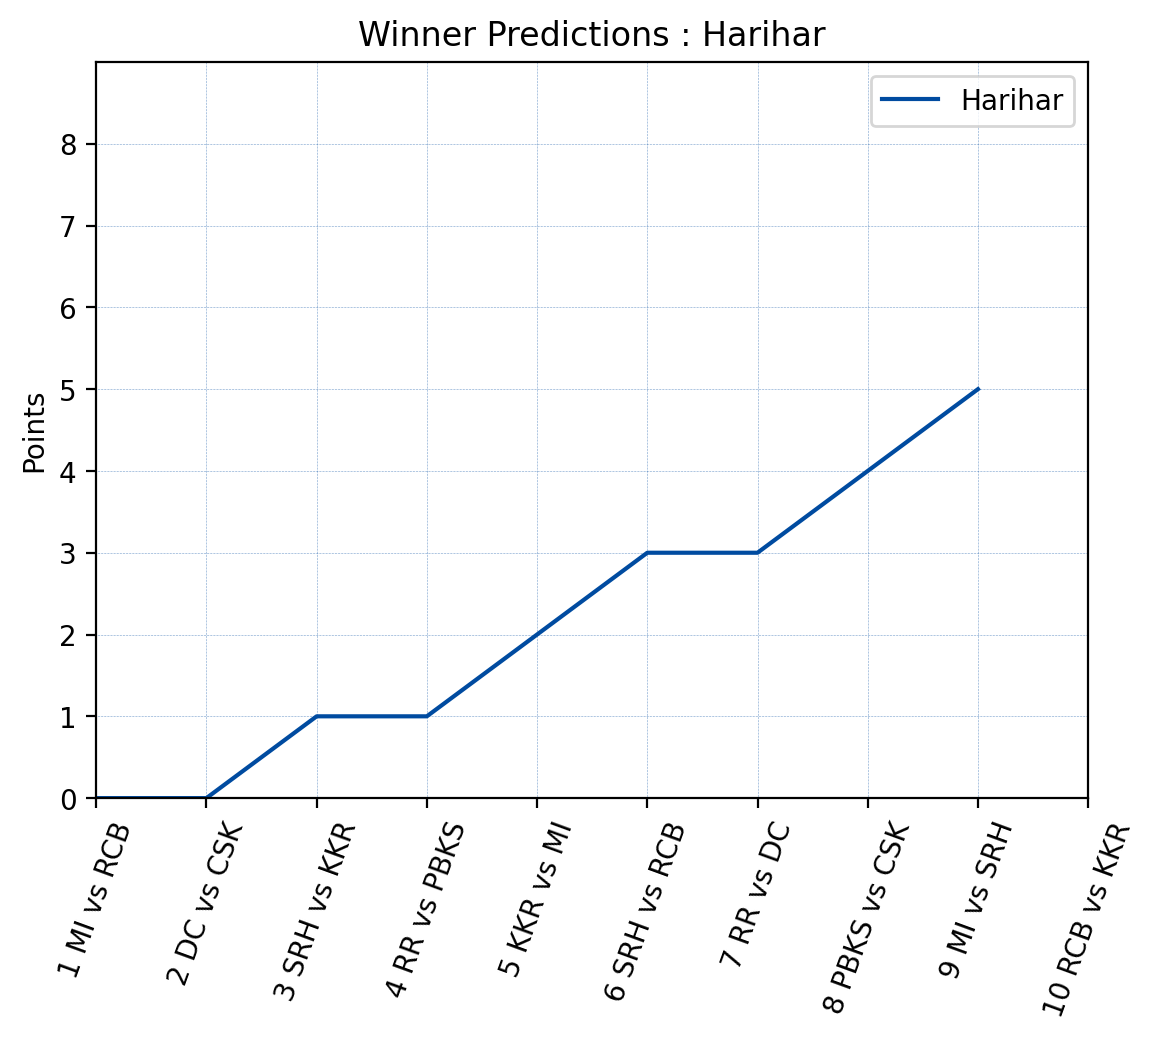 Winner Predictions : Harihar
Harihar
Points
8
7
6
5
4
3
2
1
0
1 MI vs RCB
2 DC vs CSK
3 SRH vs KKR
4 RR vs PBKS
5 KKR vs MI
6 SRH vs RCB
7 RR vs DC
8 PBKS vs CSK
9 MI vs SRH
10 RCB vs KKR